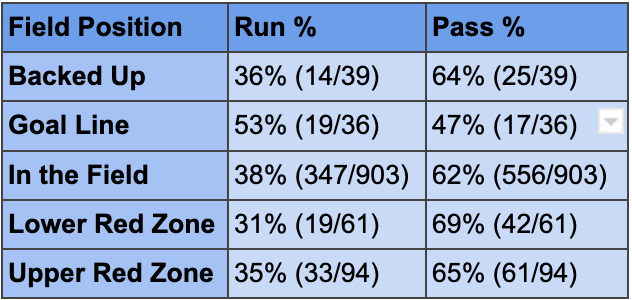 Field Position Run % Pass %
Backed Up 36% (14/39) 64% (25/39)
Goal Line 53% (19/36) 47% (17/36)
In the Field 38% (347/903) 62% (556/903)
Lower Red Zone 31% (19/61) 69% (42/61)
Upper Red Zone 35% (33/94) 65% (61/94)